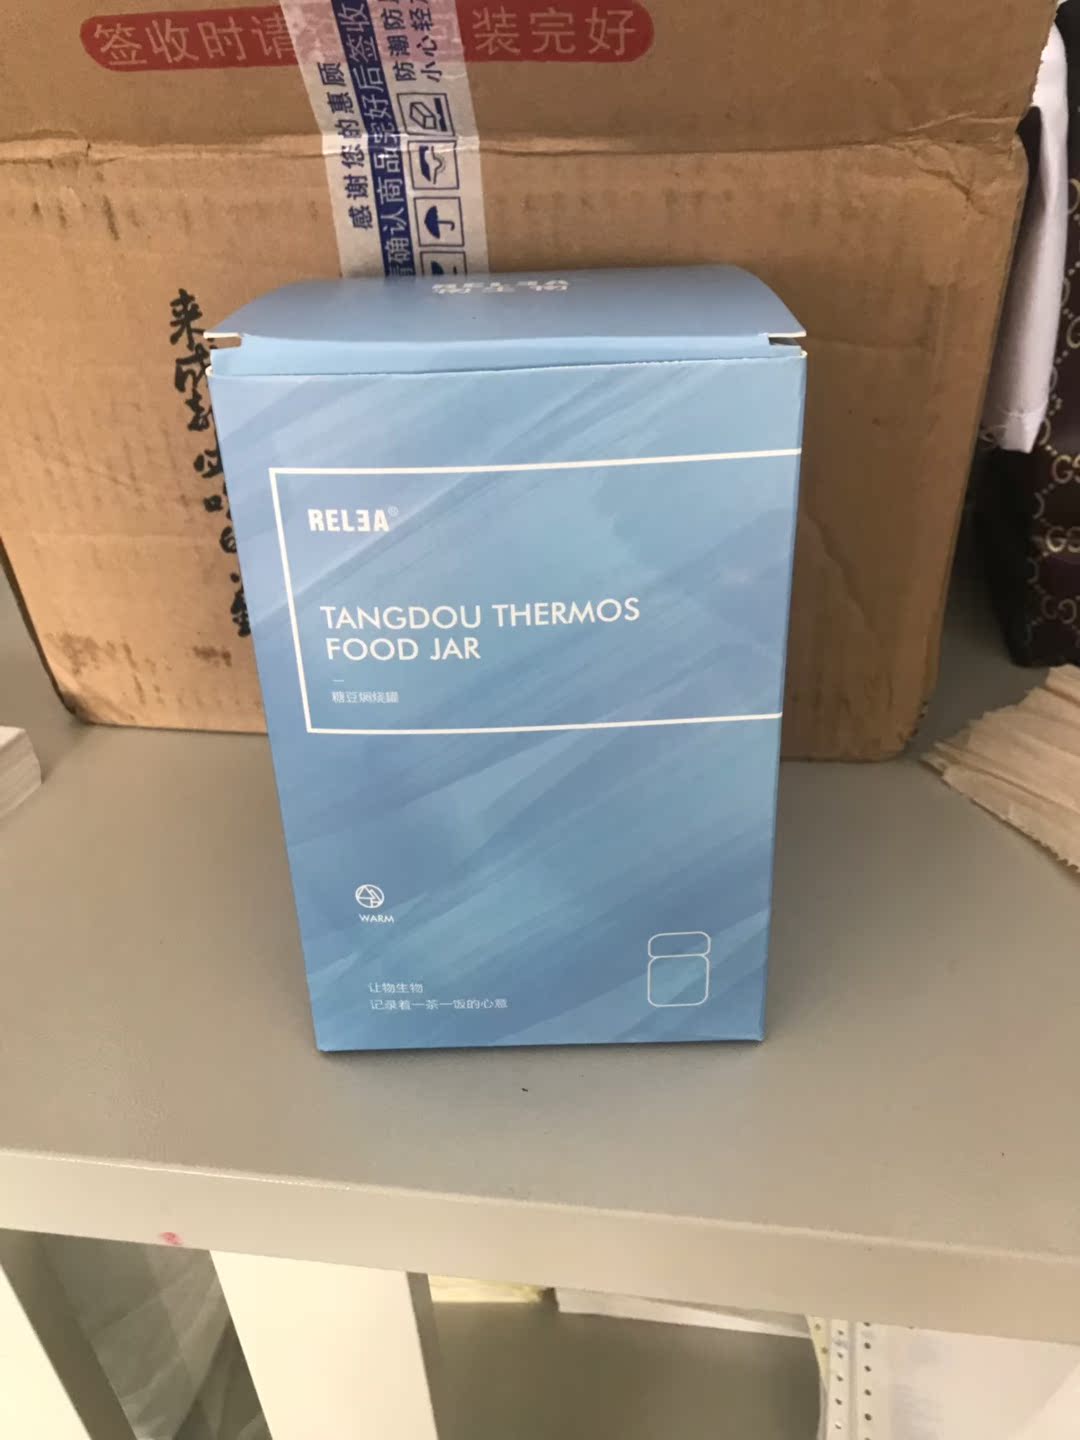 签收时请
装完好
感谢您的惠顾
请确认商品完好后签收
防潮防
小心轻
RELEA®
TANGDOU THERMOS
FOOD JAR
糖豆焖烧罐
WARM
让物生物
记录着一茶一饭的心意